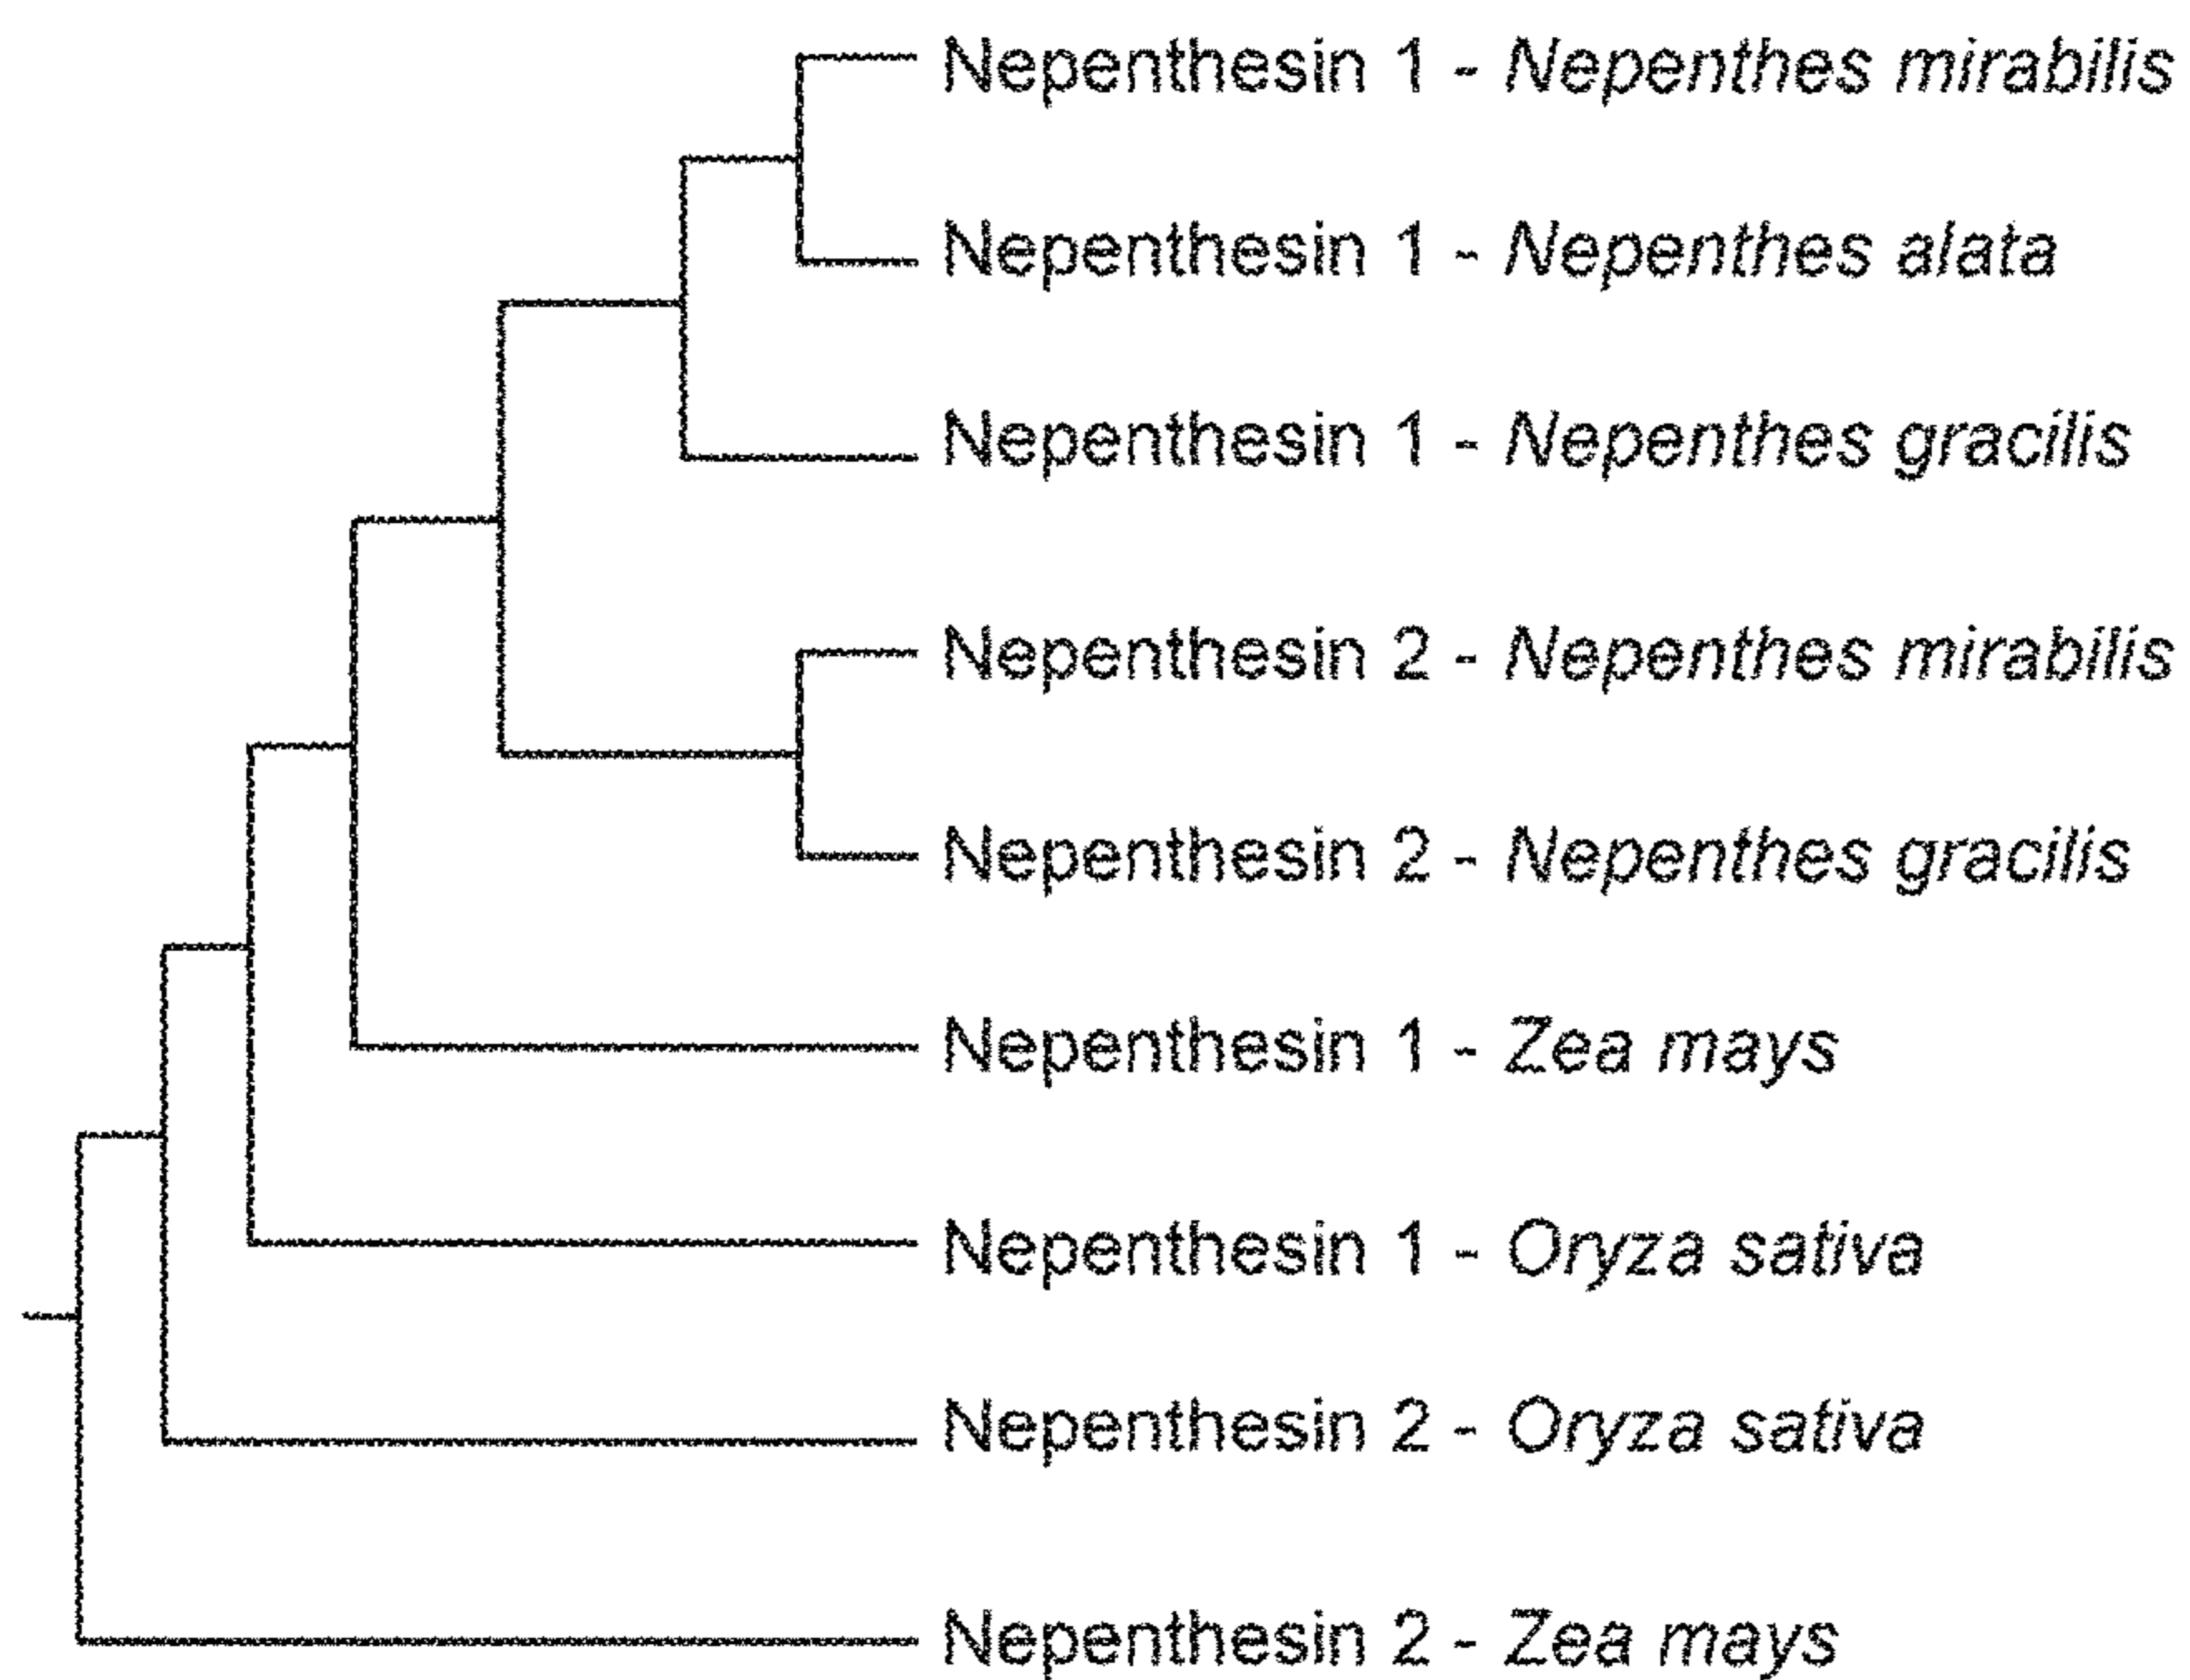 Nepenthesin 1 - Nepenthes mirabilis
Nepenthesin 1 - Nepenthes alata
Nepenthesin 1 - Nepenthes gracilis
Nepenthesin 2 - Nepenthes mirabilis
Nepenthesin 2 - Nepenthes gracilis
Nepenthesin 1 - Zea mays
Nepenthesin 1 - Oryza sativa
Nepenthesin 2 - Oryza sativa
Nepenthesin 2 - Zea mays